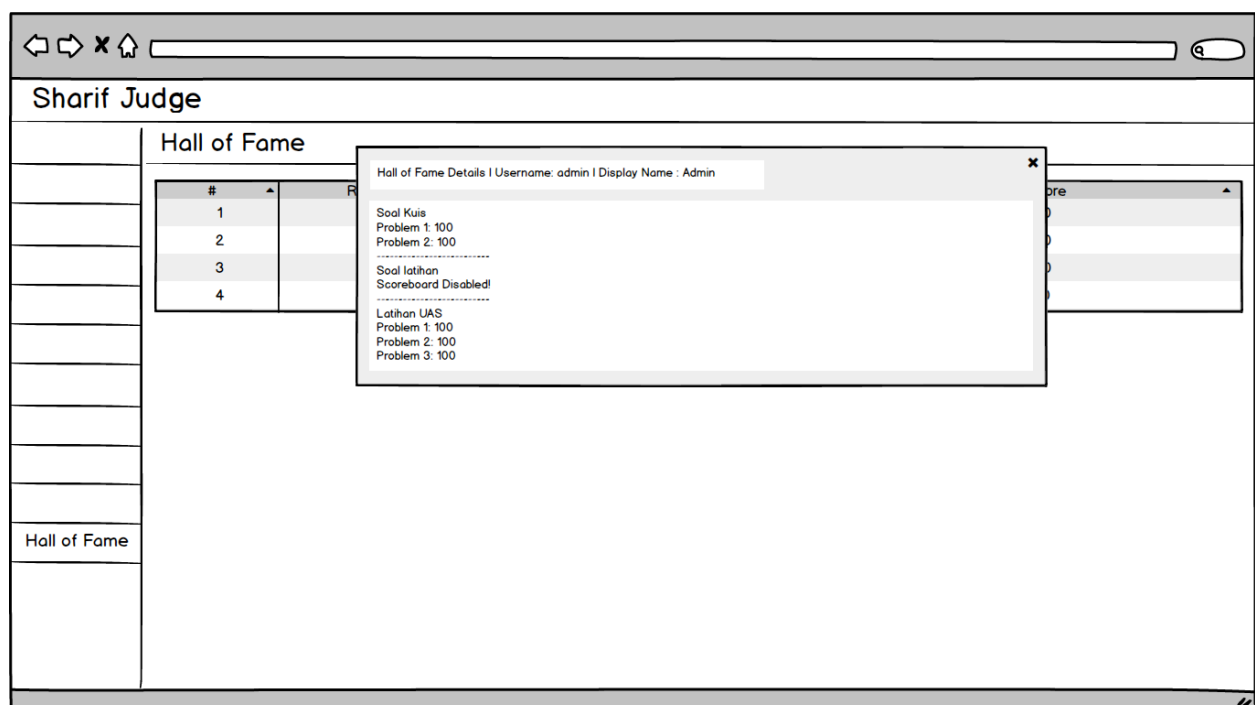 Sharif Judge
Hall of Fame
Hall of Fame Details | Username: admin | Display Name : Admin
#
1
2
3
4
Soal Kuis
Problem 1: 100
Problem 2: 100
--------------------------
Soal latihan
Scoreboard Disabled!
--------------------------
Latihan UAS
Problem 1: 100
Problem 2: 100
Problem 3: 100
Hall of Fame